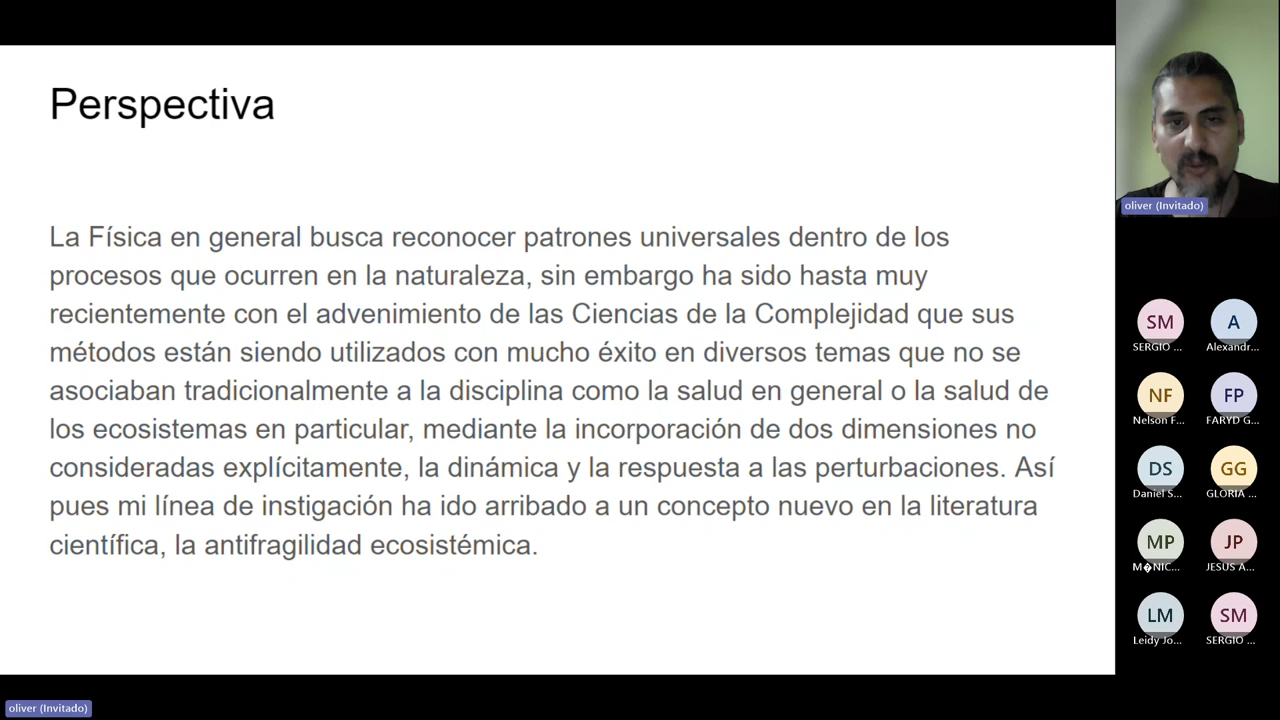 Perspectiva
La Física en general busca reconocer patrones universales dentro de los
procesos que ocurren en la naturaleza, sin embargo ha sido hasta muy
recientemente con el advenimiento de las Ciencias de la Complejidad que sus
métodos están siendo utilizados con mucho éxito en diversos temas que no se
asociaban tradicionalmente a la disciplina como la salud en general o la salud de
los ecosistemas en particular, mediante la incorporación de dos dimensiones no
consideradas explícitamente, la dinámica y la respuesta a las perturbaciones. Así
pues mi línea de instigación ha ido arribado a un concepto nuevo en la literatura
científica, la antifragilidad ecosistémica.
oliver (Invitado)
SM
A
SERGIO ...
Alexandr...
NF
FP
Nelson F...
FARYD G...
DS
GG
Daniel S...
GLORIA ...
MP
JP
M�NIC...
JESUS A...
LM
SM
Leidy Jo...
SERGIO ...
oliver (Invitado)